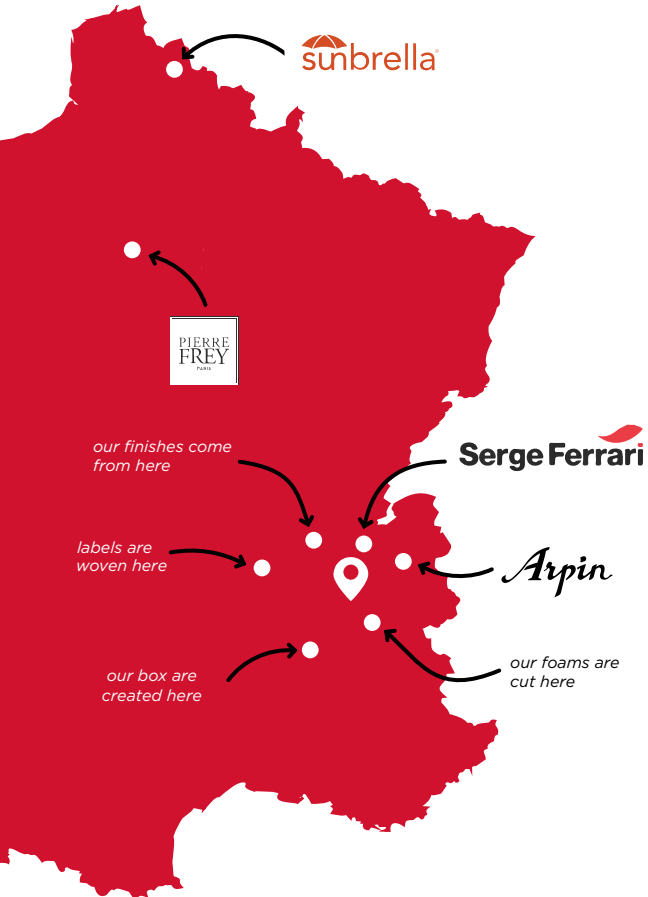 sunbrella®
PIERRE
FREY
PARIS
our finishes come
from here
Serge Ferrari
labels are
woven here
Arpin
our box are
created here
our foams are
cut here